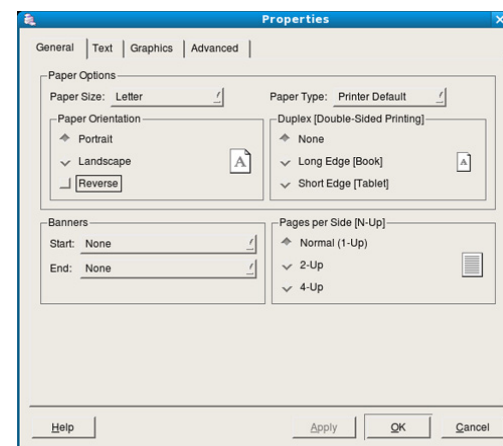 Properties
General Text Graphics Advanced
Paper Options
Paper Size: Letter
Paper Type: Printer Default
Paper Orientation
Portrait
Landscape
Reverse
A
Duplex [Double-Sided Printing]
None
Long Edge [Book]
Short Edge [Tablet]
A
Banners
Start: None
End: None
Pages per Side [N-Up]
Normal (1-Up)
2-Up
4-Up
Help Apply OK Cancel